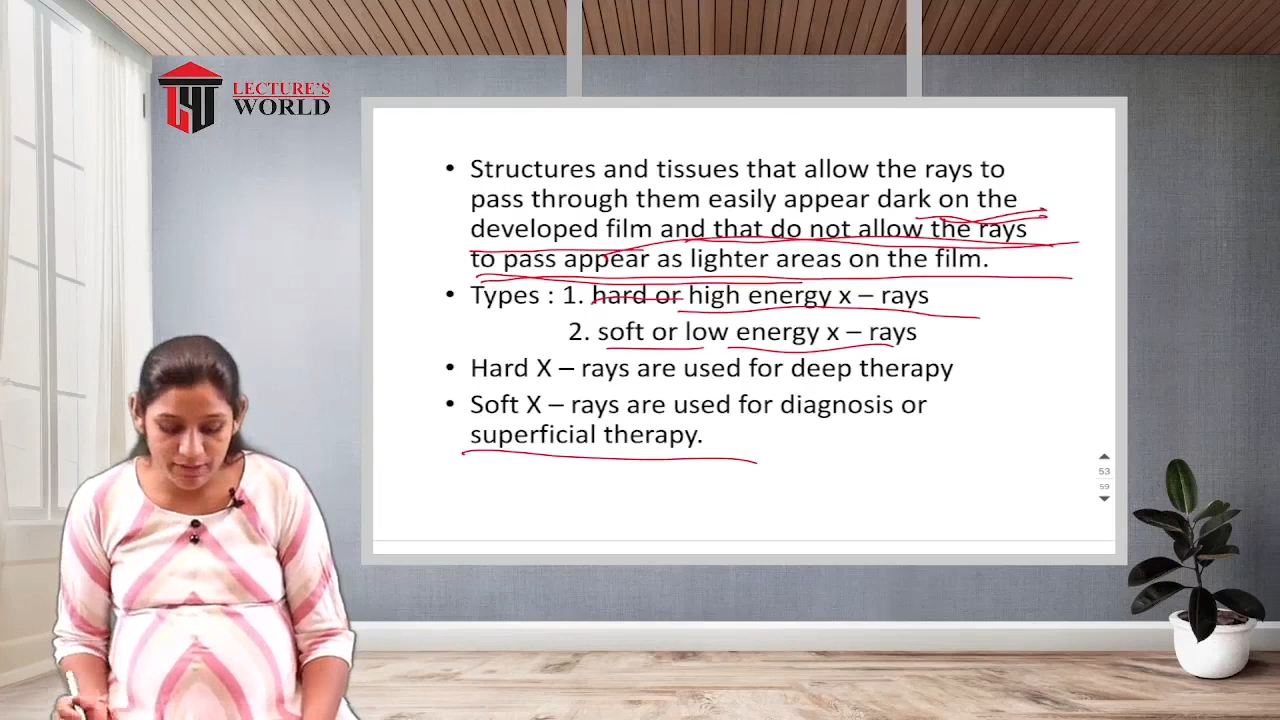 LECTURE'S
WORLD
• Structures and tissues that allow the rays to
pass through them easily appear dark on the
developed film and that do not allow the rays
to pass appear as lighter areas on the film.
• Types : 1. hard or high energy x – rays
2. soft or low energy x – rays
• Hard X – rays are used for deep therapy
• Soft X – rays are used for diagnosis or
superficial therapy.
53
59